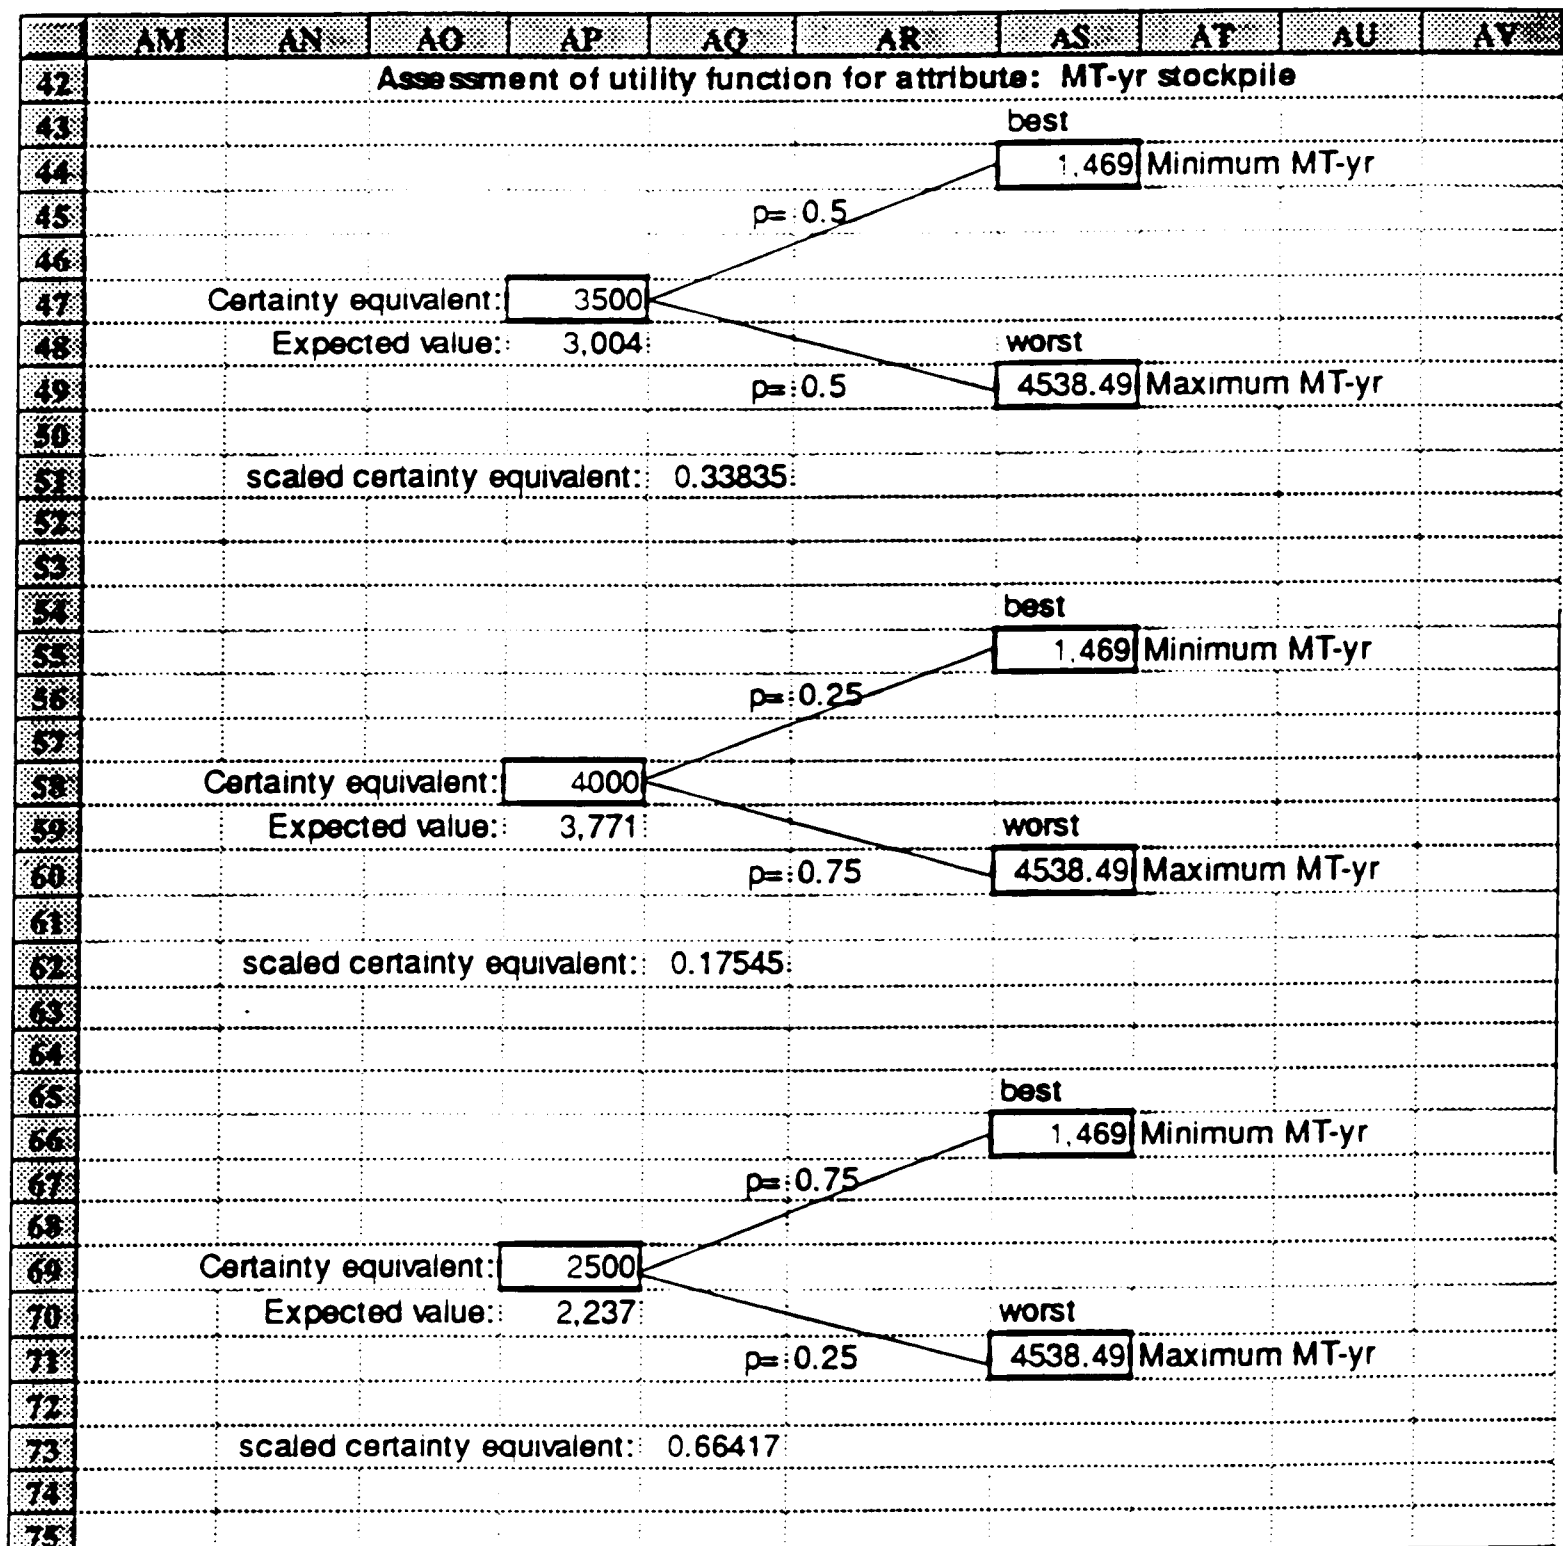 AM AN AO AP AQ AR AS AT AU AV
42 Assessment of utility function for attribute: MT-yr stockpile
43 best
44 1,469 Minimum MT-yr
45 p= 0.5
46
47 Certainty equivalent: 3500
48 Expected value: 3,004 worst
49 p= 0.5 4538.49 Maximum MT-yr
50
51 scaled certainty equivalent: 0.33835
52
53
54 best
55 1,469 Minimum MT-yr
56 p= 0.25
57
58 Certainty equivalent: 4000
59 Expected value: 3,771 worst
60 p= 0.75 4538.49 Maximum MT-yr
61
62 scaled certainty equivalent: 0.17545
63
64
65 best
66 1,469 Minimum MT-yr
67 p= 0.75
68
69 Certainty equivalent: 2500
70 Expected value: 2,237 worst
71 p= 0.25 4538.49 Maximum MT-yr
72
73 scaled certainty equivalent: 0.66417
74
75